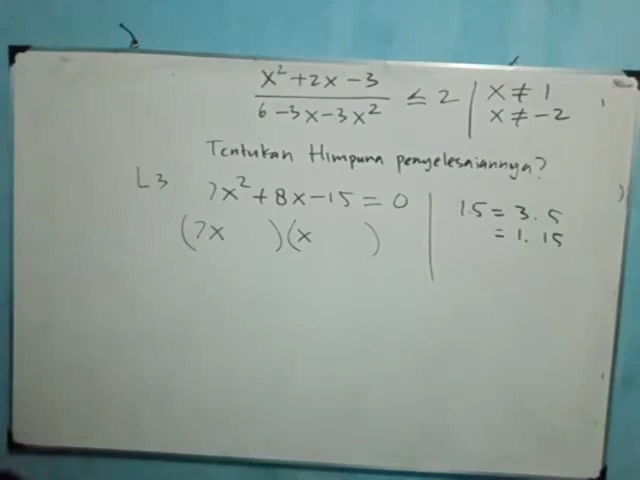 x² + 2x - 3
6 - 3x - 3x²
≤ 2 | x ≠ 1
x ≠ -2
Tentukan Himpuna penyelesaiannya?
L3 7x² + 8x - 15 = 0
(7x )(x )
15 = 3 . 5
= 1 . 15